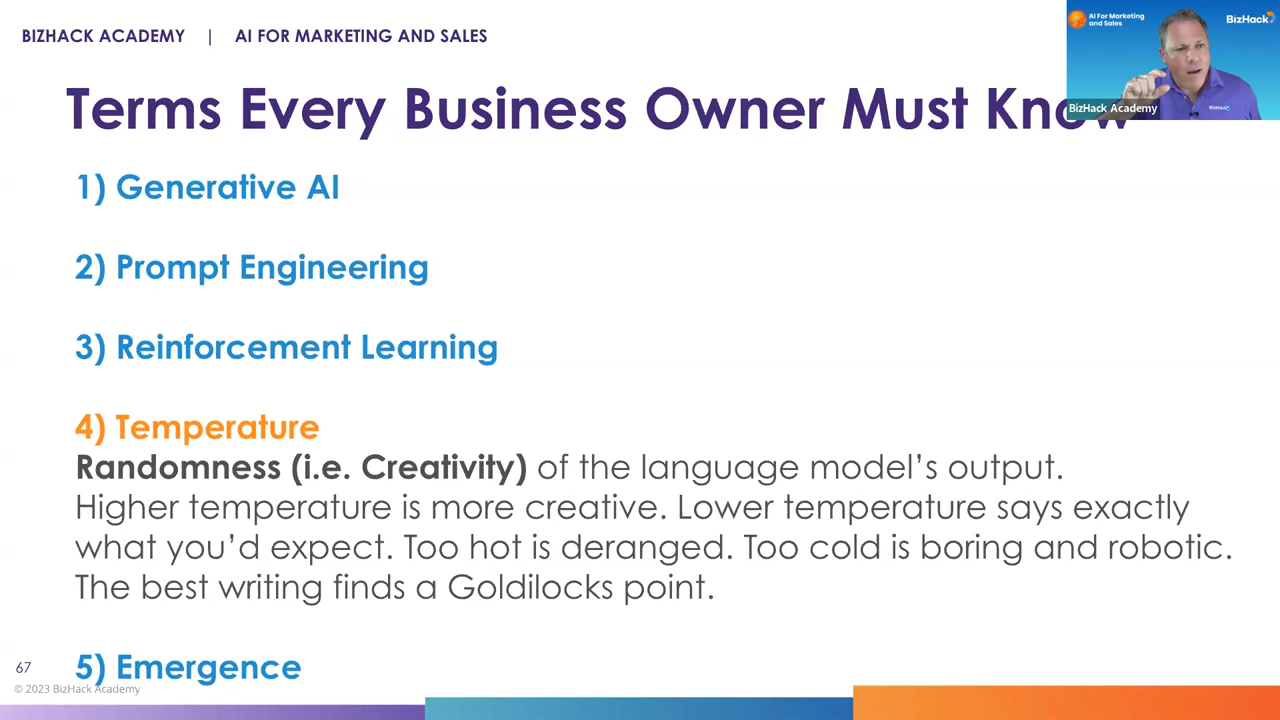 BIZHACK ACADEMY | AI FOR MARKETING AND SALES
AI For Marketing
and Sales
BizHack
BizHack Academy
Terms Every Business Owner Must Know
1) Generative AI
2) Prompt Engineering
3) Reinforcement Learning
4) Temperature
Randomness (i.e. Creativity) of the language model’s output.
Higher temperature is more creative. Lower temperature says exactly
what you’d expect. Too hot is deranged. Too cold is boring and robotic.
The best writing finds a Goldilocks point.
5) Emergence
67
© 2023 BizHack Academy